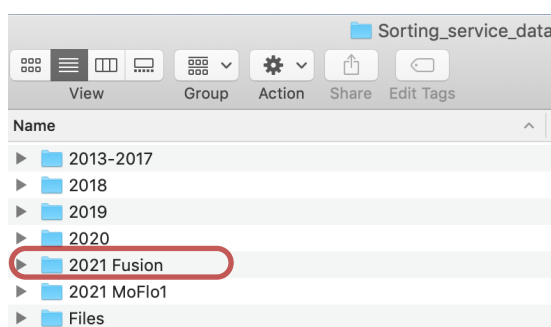 Sorting_service_data
View Group Action Share Edit Tags
Name
2013-2017
2018
2019
2020
2021 Fusion
2021 MoFlo1
Files